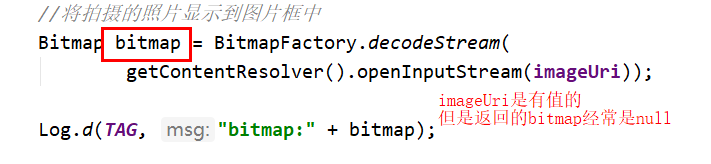 //将拍摄的照片显示到图片框中
Bitmap bitmap = BitmapFactory.decodeStream(
getContentResolver().openInputStream(imageUri));
imageUri是有值的
但是返回的bitmap经常是null
Log.d(TAG, msg: "bitmap:" + bitmap);